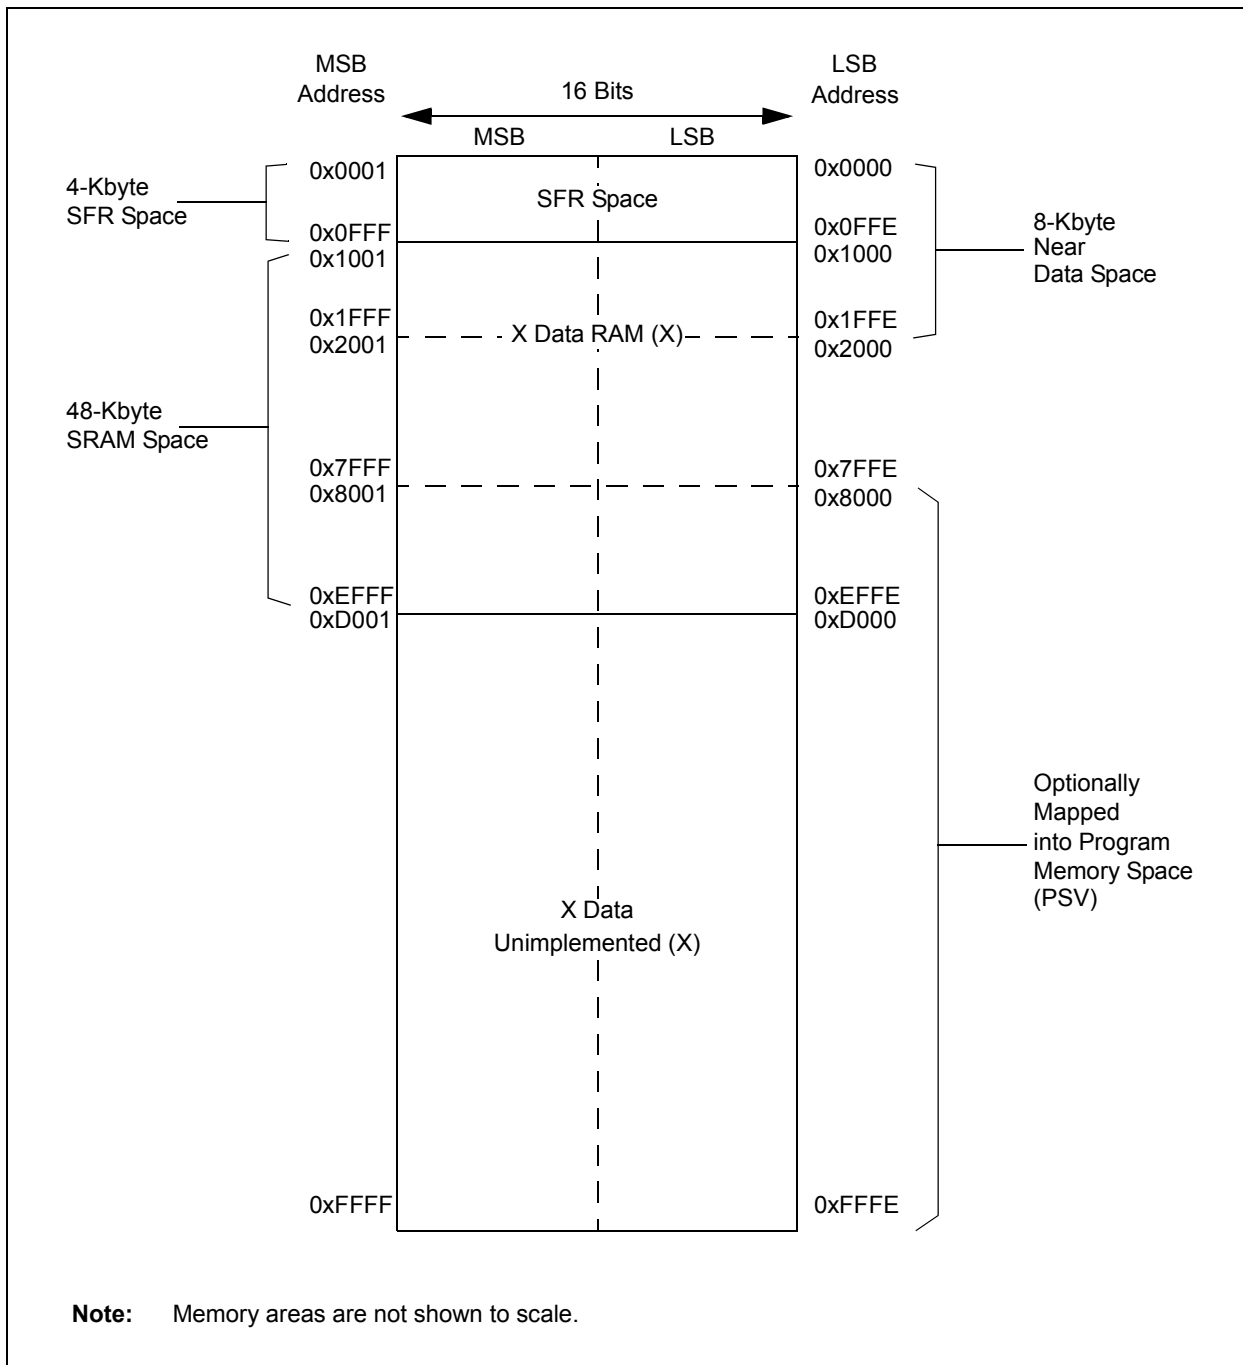 MSB
Address
LSB
Address
16 Bits
MSB
LSB
4-Kbyte
SFR Space
0x0001
SFR Space
0x0000
0x0FFF
0x1001
0x0FFE
0x1000
8-Kbyte
Near
Data Space
0x1FFF
0x2001
X Data RAM (X)
0x1FFE
0x2000
48-Kbyte
SRAM Space
0x7FFF
0x8001
0x7FFE
0x8000
0xEFFF
0xD001
0xEFFE
0xD000
Optionally
Mapped
into Program
Memory Space
(PSV)
X Data
Unimplemented (X)
0xFFFF
0xFFFE
Note: Memory areas are not shown to scale.